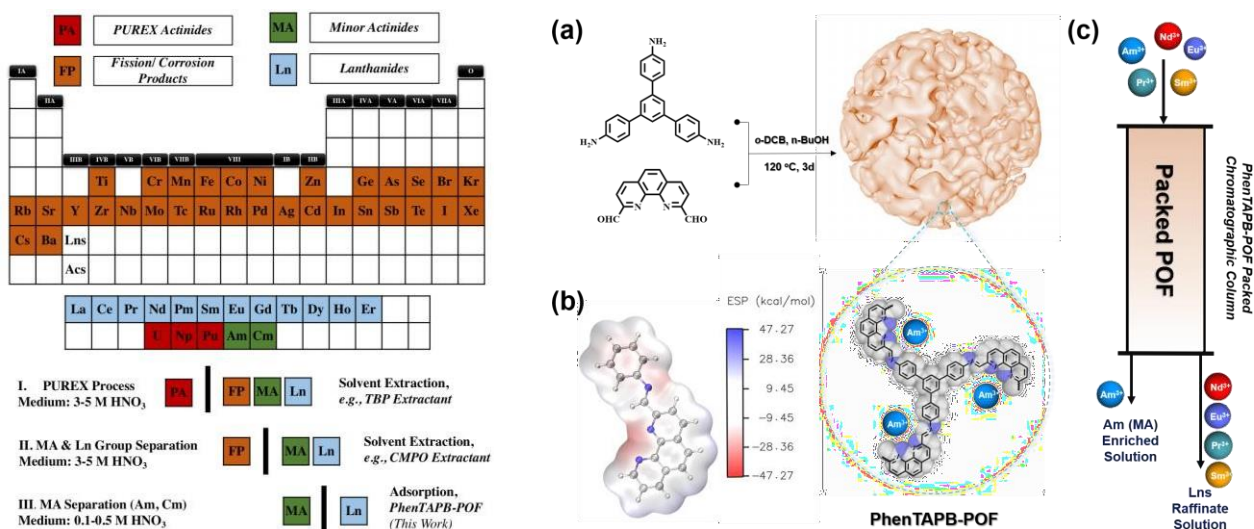 PA
PUREX Actinides
MA
Minor Actinides
FP
Fission/ Corrosion
Products
Ln
Lanthanides
IA
O
IIA
IIIA IVA VA VIA VIIA
IIIB IVB VB VIB VIIB VIII IB IIB
Ti Cr Mn Fe Co Ni Zn Ge As Se Br Kr
Rb Sr Y Zr Nb Mo Tc Ru Rh Pd Ag Cd In Sn Sb Te I Xe
Cs Ba Lns
Acs
La Ce Pr Nd Pm Sm Eu Gd Tb Dy Ho Er
U Np Pu Am Cm
I. PUREX Process
Medium: 3-5 M HNO₃
PA FP MA Ln
Solvent Extraction,
e.g., TBP Extractant
II. MA & Ln Group Separation
Medium: 3-5 M HNO₃
FP MA Ln
Solvent Extraction,
e.g., CMPO Extractant
III. MA Separation (Am, Cm)
Medium: 0.1-0.5 M HNO₃
MA Ln
Adsorption,
PhenTAPB-POF
(This Work)
(a)
NH₂
H₂N
NH₂
OHC
N N
CHO
o-DCB, n-BuOH
120 °C, 3d
(b)
ESP (kcal/mol)
47.27
28.36
9.45
-9.45
-28.36
-47.27
Am³⁺
Am³⁺
Am³⁺
PhenTAPB-POF
(c)
Am³⁺
Nd³⁺
Eu³⁺
Pr³⁺
Sm³⁺
Packed POF
PhenTAPB-POF Packed
Chromatographic Column
Am³⁺
Am (MA)
Enriched
Solution
Nd³⁺
Eu³⁺
Pr³⁺
Sm³⁺
Lns
Raffinate
Solution